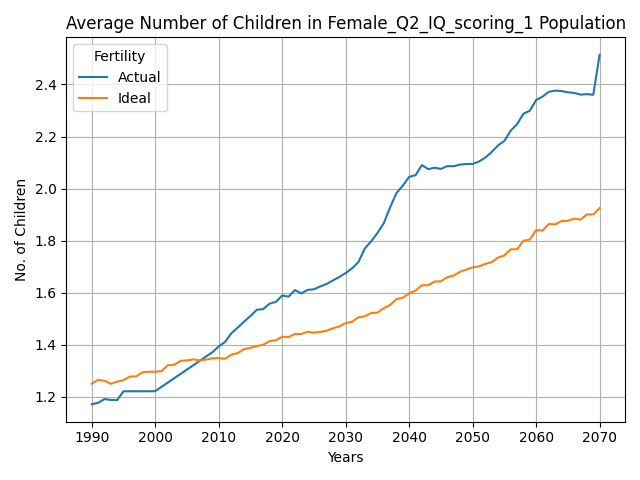 Average Number of Children in Female_Q2_IQ_scoring_1 Population
Fertility
Actual
Ideal
No. of Children
2.4
2.2
2.0
1.8
1.6
1.4
1.2
1990 2000 2010 2020 2030 2040 2050 2060 2070
Years